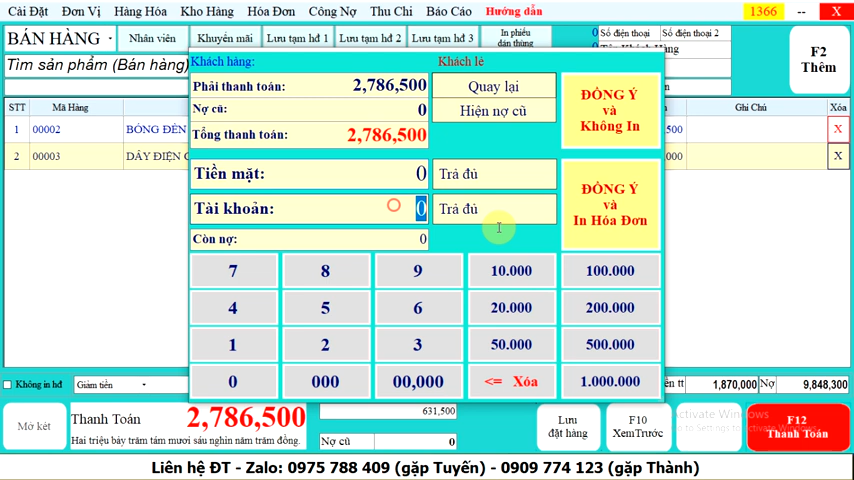 Cài Đặt Đơn Vị Hàng Hóa Kho Hàng Hóa Đơn Công Nợ Thu Chi Báo Cáo Hướng dẫn 1366 -- X
BÁN HÀNG Nhân viên Khuyến mãi Lưu tạm hđ 1 Lưu tạm hđ 2 Lưu tạm hđ 3 In phiếu dán thùng 0 Số điện thoại Số điện thoại 2
Tìm sản phẩm (Bán hàng)
F2 Thêm
STT Mã Hàng Ghi Chú Xóa
1 00002 BÓNG ĐÈN 500 X
2 00003 DÂY ĐIỆN 000 X
Khách hàng: Khách lẻ
Phải thanh toán: 2,786,500 Quay lại
Nợ cũ: 0 Hiện nợ cũ
Tổng thanh toán: 2,786,500
ĐỒNG Ý và Không In
Tiền mặt: 0 Trả đủ
Tài khoản: 0 Trả đủ
Còn nợ: 0
ĐỒNG Ý và In Hóa Đơn
7 8 9 10.000 100.000
4 5 6 20.000 200.000
1 2 3 50.000 500.000
0 000 00,000 <= Xóa 1.000.000
Không in hđ Giảm tiền tt 1,870,000 Nợ 9,848,300
Mở két Thanh Toán 2,786,500 631,500
Hai triệu bảy trăm tám mươi sáu nghìn năm trăm đồng. Nợ cũ 0
Lưu đặt hàng
F10 XemTrước
F12 Thanh Toán
Activate Windows
Liên hệ ĐT - Zalo: 0975 788 409 (gặp Tuyến) - 0909 774 123 (gặp Thành)